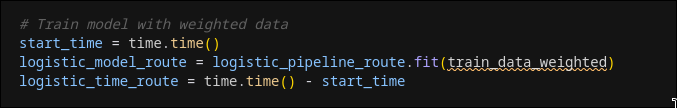 # Train model with weighted data
start_time = time.time()
logistic_model_route = logistic_pipeline_route.fit(train_data_weighted)
logistic_time_route = time.time() - start_time